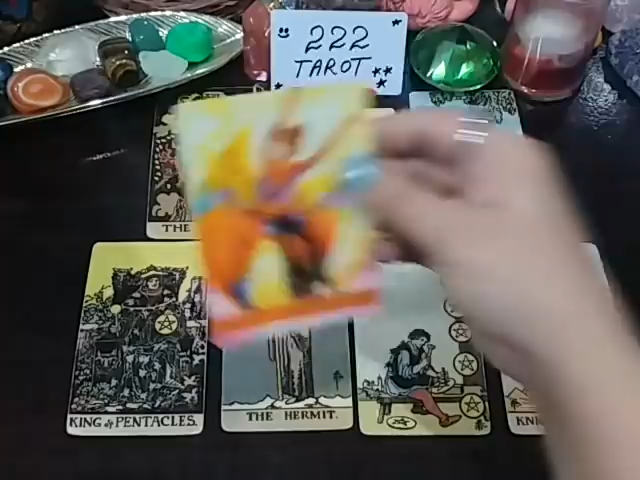 222
TAROT
THE
KING of PENTACLES.
THE HERMIT.
KNI